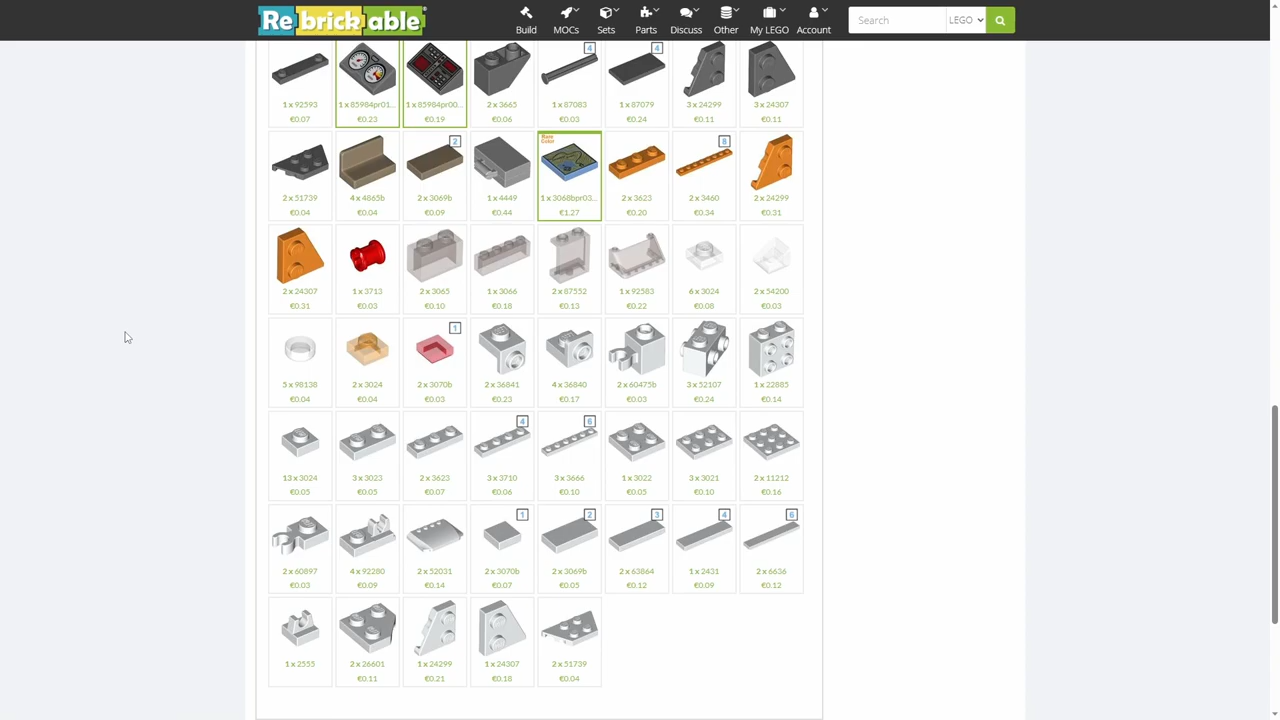 Rebrickable®
Build MOCs Sets Parts Discuss Other My LEGO Account
Search LEGO
4 4
1 x 92593 1 x 85984pr01... 1 x 85984pr00... 2 x 3665 1 x 87083 1 x 87079 3 x 24299 3 x 24307
€0.07 €0.23 €0.19 €0.06 €0.03 €0.24 €0.11 €0.11
2 Rare Color 8
2 x 51739 4 x 4865b 2 x 3069b 1 x 4449 1 x 3068bpr03... 2 x 3623 2 x 3460 2 x 24299
€0.04 €0.04 €0.09 €0.44 €1.27 €0.20 €0.34 €0.31
2 x 24307 1 x 3713 2 x 3065 1 x 3066 2 x 87552 1 x 92583 6 x 3024 2 x 54200
€0.31 €0.03 €0.10 €0.18 €0.13 €0.22 €0.08 €0.03
1
5 x 98138 2 x 3024 2 x 3070b 2 x 36841 4 x 36840 2 x 60475b 3 x 52107 1 x 22885
€0.04 €0.04 €0.03 €0.23 €0.17 €0.03 €0.24 €0.14
4 6
13 x 3024 3 x 3023 2 x 3623 3 x 3710 3 x 3666 1 x 3022 3 x 3021 2 x 11212
€0.05 €0.05 €0.07 €0.06 €0.10 €0.05 €0.10 €0.16
1 2 3 4 6
2 x 60897 4 x 92280 2 x 52031 2 x 3070b 2 x 3069b 2 x 63864 1 x 2431 2 x 6636
€0.03 €0.09 €0.14 €0.07 €0.05 €0.12 €0.09 €0.12
1 x 2555 2 x 26601 1 x 24299 1 x 24307 2 x 51739
€0.11 €0.21 €0.18 €0.04